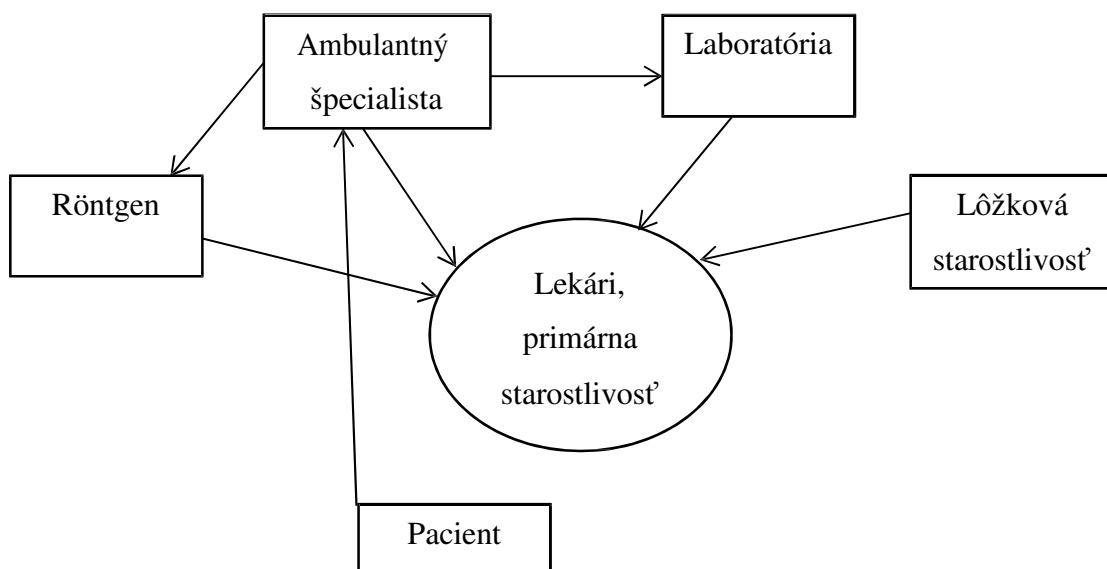 Ambulantný
špecialista
Laboratória
Röntgen
Lôžková
starostlivosť
Lekári,
primárna
starostlivosť
Pacient